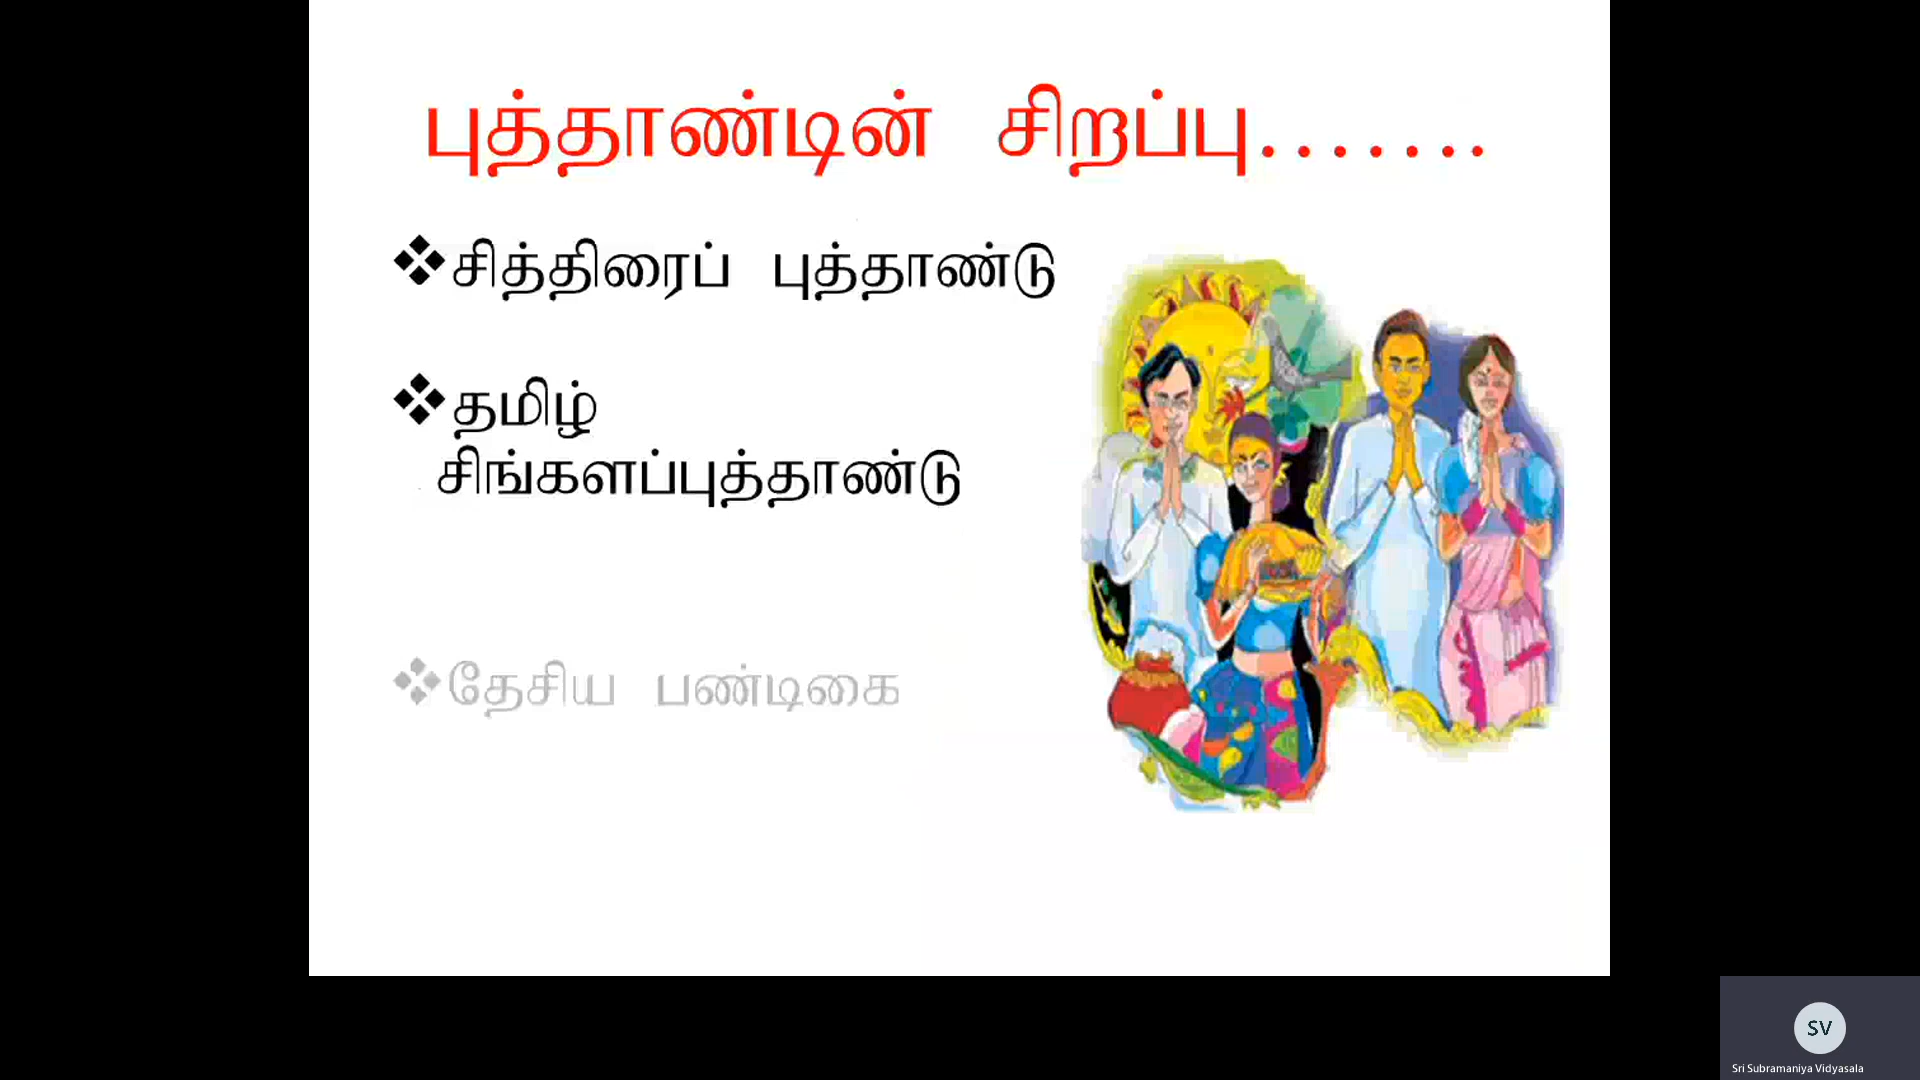 புத்தாண்டின் சிறப்பு.......
❖சித்திரைப் புத்தாண்டு
❖தமிழ்
சிங்களப்புத்தாண்டு
❖தேசிய பண்டிகை
SV
Sri Subramaniya Vidyasala